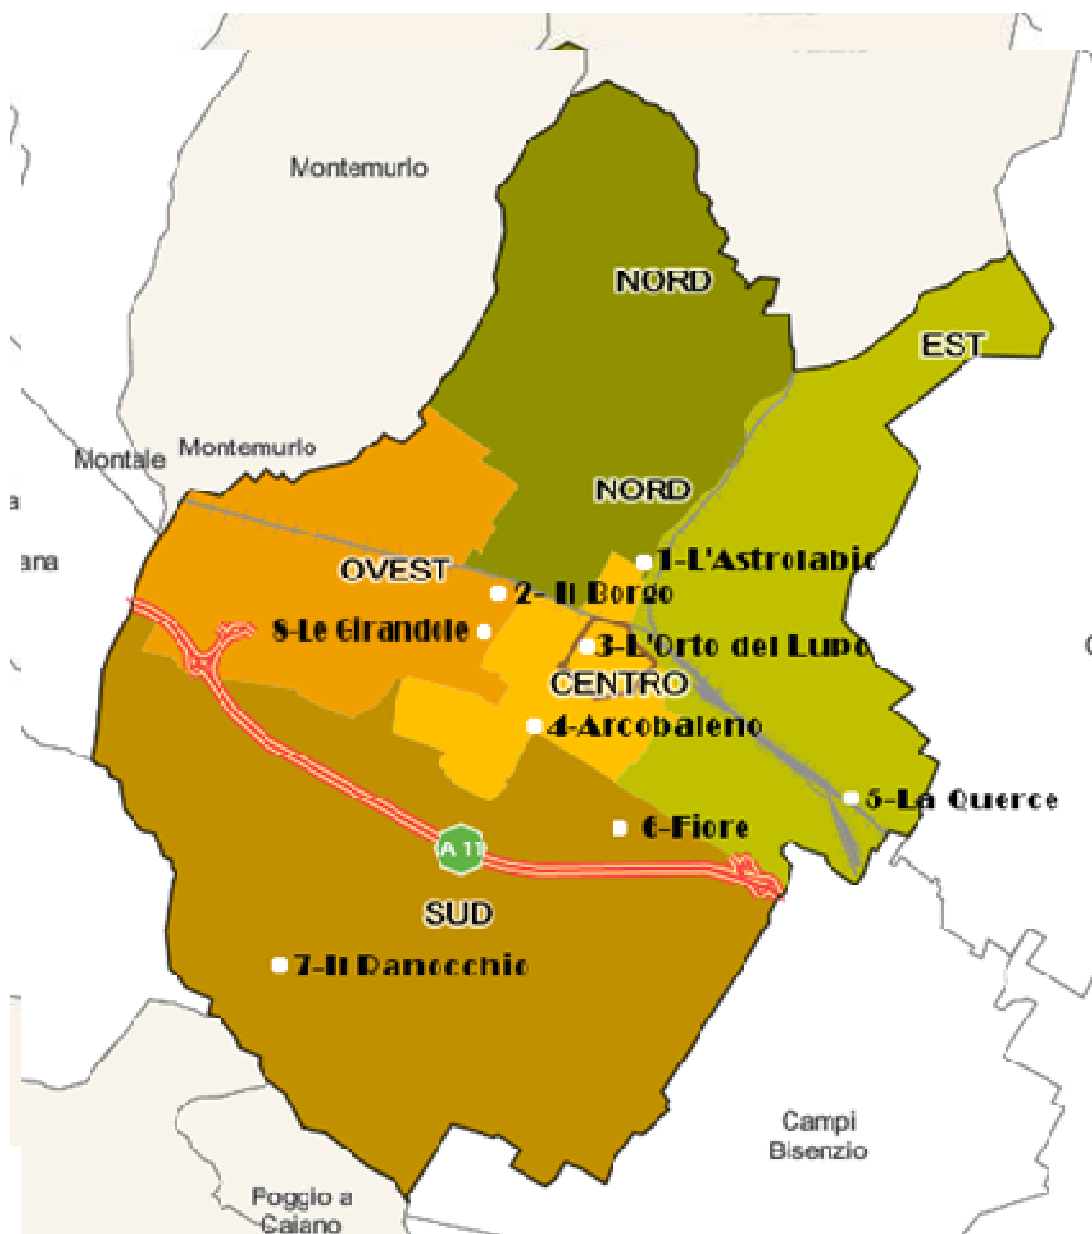 Montemurlo
NORD
EST
Montemurlo
Montale
NORD
a
ana
OVEST
1-L'Astrolabio
2- Il Borgo
8-Le Girandole
3-L'Orto del Lupo
CENTRO
4-Arcobaleno
5-La Querce
6-Fiore
A 11
SUD
7-Il Ranocchio
Campi
Bisenzio
Poggio a
Caiano